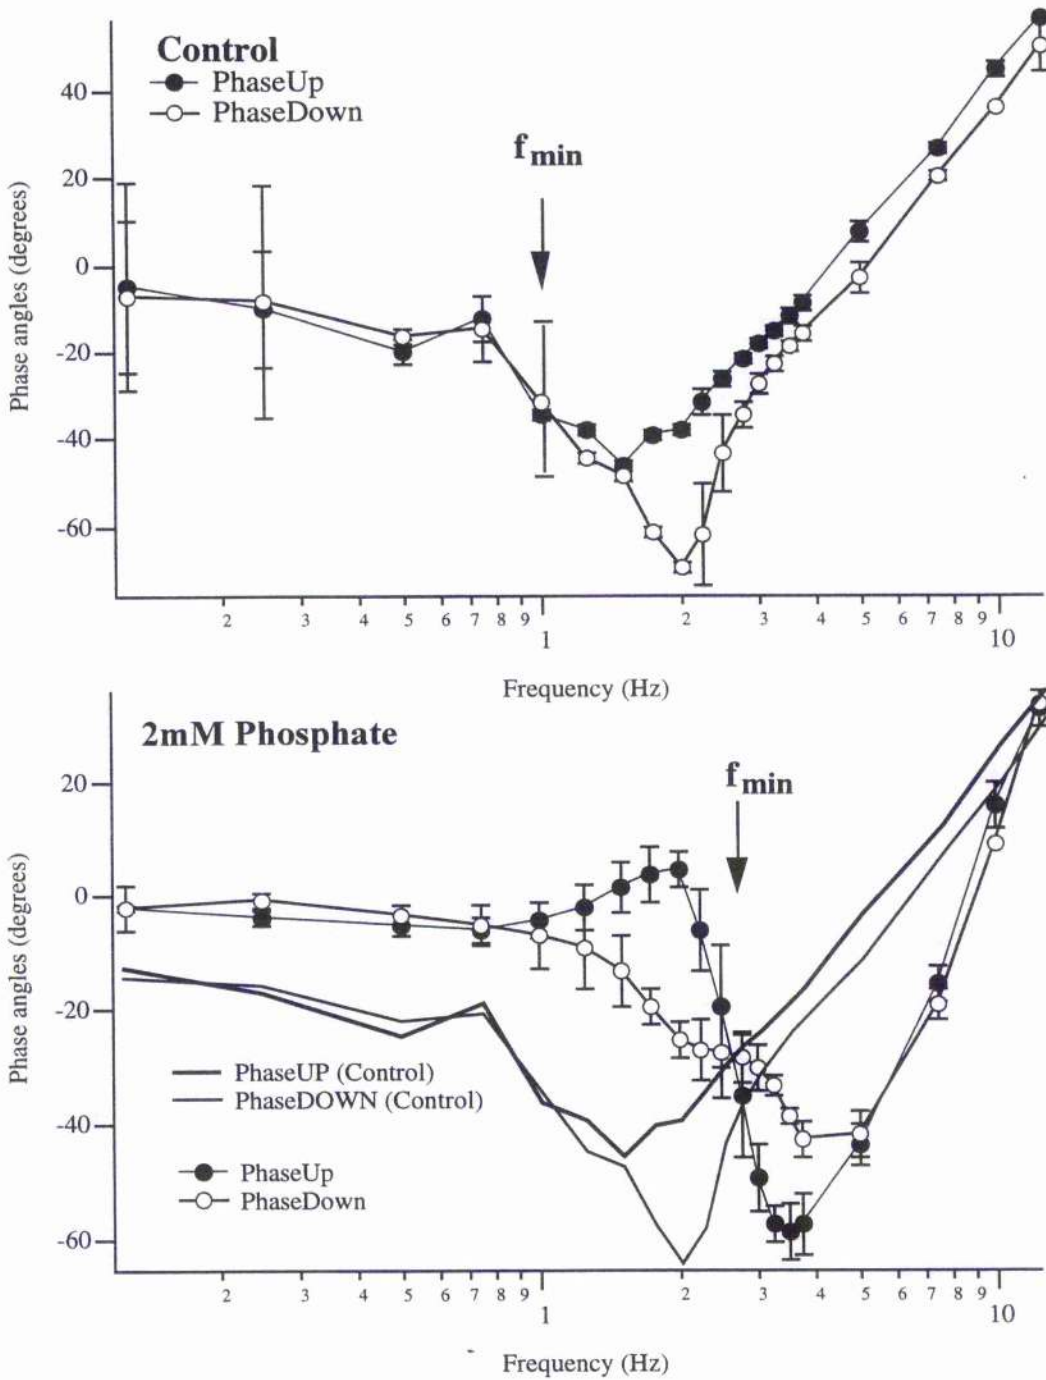 Control
PhaseUp
PhaseDown
f min
40
20
0
-20
-40
-60
Phase angles (degrees)
2 3 4 5 6 7 8 9 1 2 3 4 5 6 7 8 9 10
Frequency (Hz)
2mM Phosphate
f min
20
0
-20
-40
-60
Phase angles (degrees)
PhaseUP (Control)
PhaseDOWN (Control)
PhaseUp
PhaseDown
2 3 4 5 6 7 8 9 1 2 3 4 5 6 7 8 9 10
Frequency (Hz)